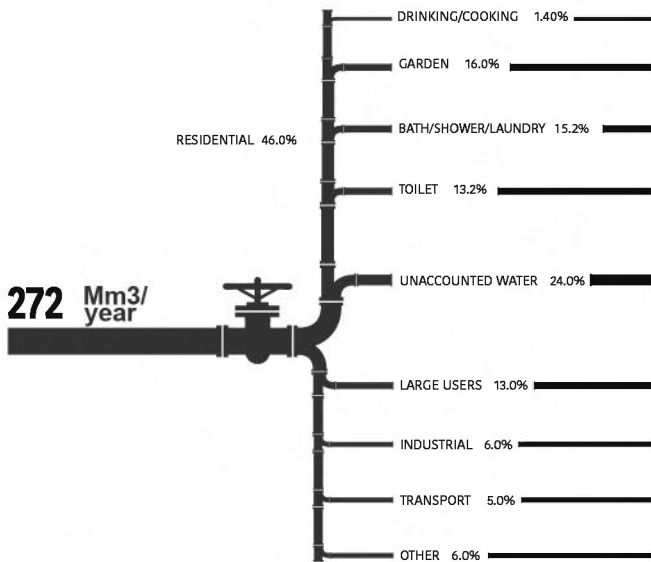 DRINKING/COOKING 1.40%
GARDEN 16.0%
RESIDENTIAL 46.0%
BATH/SHOWER/LAUNDRY 15.2%
TOILET 13.2%
UNACCOUNTED WATER 24.0%
272 Mm3/
year
LARGE USERS 13.0%
INDUSTRIAL 6.0%
TRANSPORT 5.0%
OTHER 6.0%